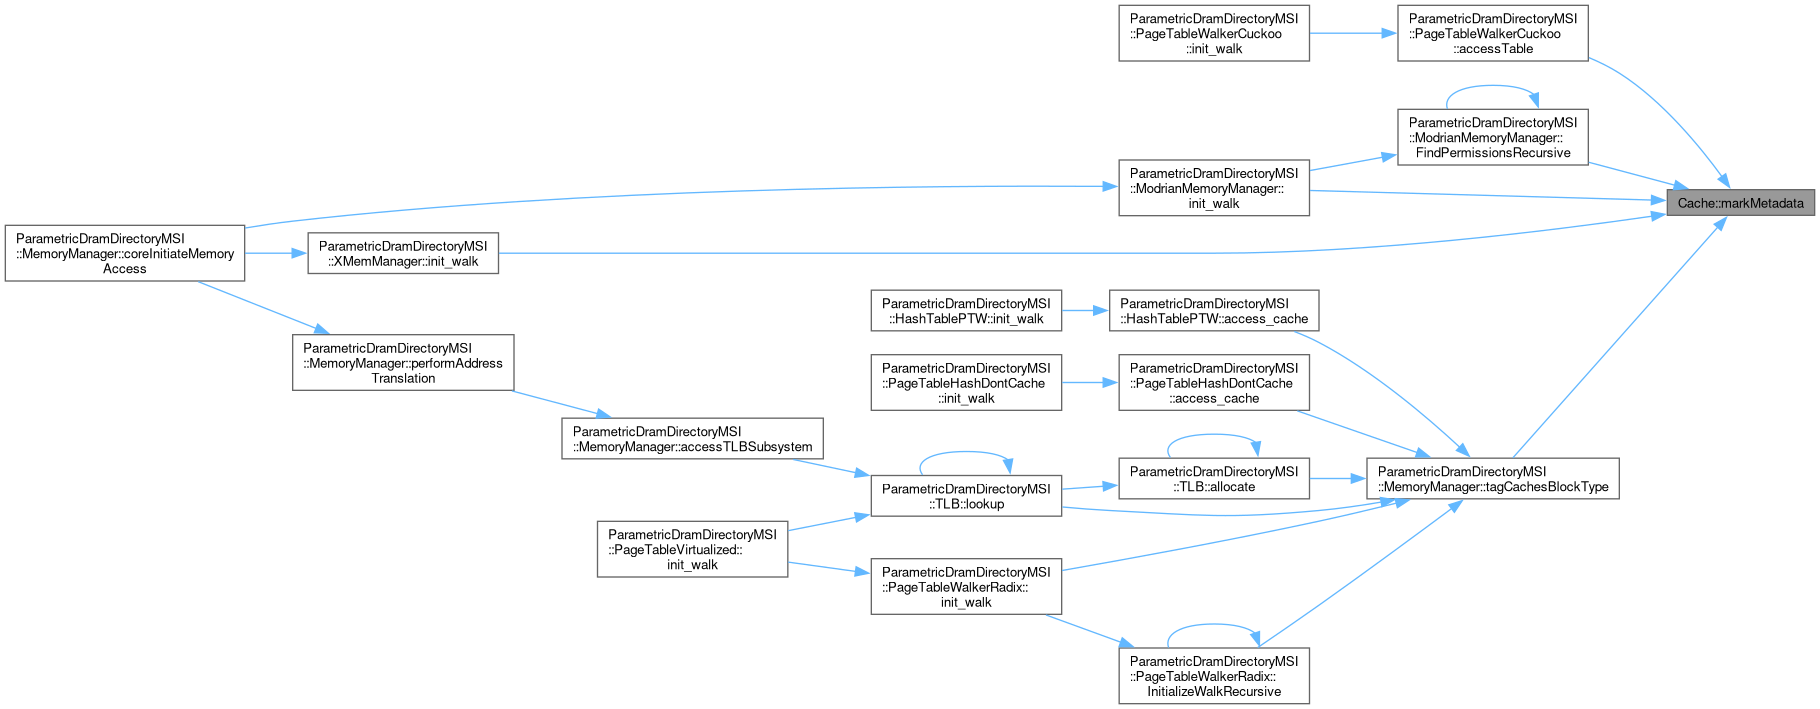 ParametricDramDirectoryMSI
::PageTableWalkerCuckoo
::init_walk
ParametricDramDirectoryMSI
::PageTableWalkerCuckoo
::accessTable
ParametricDramDirectoryMSI
::ModrianMemoryManager::
FindPermissionsRecursive
ParametricDramDirectoryMSI
::ModrianMemoryManager::
init_walk
Cache::markMetadata
ParametricDramDirectoryMSI
::MemoryManager::coreInitiateMemory
Access
ParametricDramDirectoryMSI
::XMemManager::init_walk
ParametricDramDirectoryMSI
::HashTablePTW::init_walk
ParametricDramDirectoryMSI
::HashTablePTW::access_cache
ParametricDramDirectoryMSI
::MemoryManager::performAddress
Translation
ParametricDramDirectoryMSI
::PageTableHashDontCache
::init_walk
ParametricDramDirectoryMSI
::PageTableHashDontCache
::access_cache
ParametricDramDirectoryMSI
::MemoryManager::accessTLBSubsystem
ParametricDramDirectoryMSI
::TLB::lookup
ParametricDramDirectoryMSI
::TLB::allocate
ParametricDramDirectoryMSI
::MemoryManager::tagCachesBlockType
ParametricDramDirectoryMSI
::PageTableVirtualized::
init_walk
ParametricDramDirectoryMSI
::PageTableWalkerRadix::
init_walk
ParametricDramDirectoryMSI
::PageTableWalkerRadix::
InitializeWalkRecursive